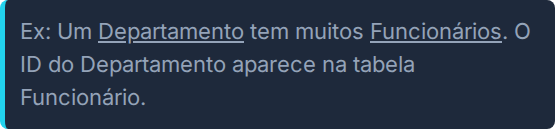 Ex: Um Departamento tem muitos Funcionários. O
ID do Departamento aparece na tabela
Funcionário.